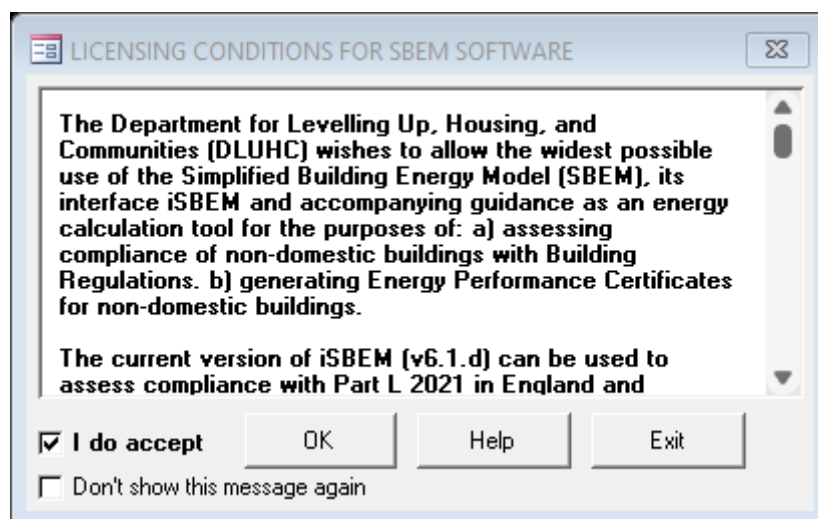 LICENSING CONDITIONS FOR SBEM SOFTWARE
The Department for Levelling Up, Housing, and
Communities (DLUHC) wishes to allow the widest possible
use of the Simplified Building Energy Model (SBEM), its
interface iSBEM and accompanying guidance as an energy
calculation tool for the purposes of: a) assessing
compliance of non-domestic buildings with Building
Regulations. b) generating Energy Performance Certificates
for non-domestic buildings.
The current version of iSBEM (v6.1.d) can be used to
assess compliance with Part L 2021 in England and
I do accept OK Help Exit
Don't show this message again